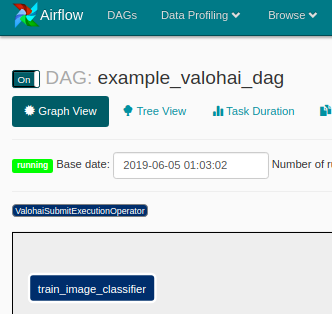 Airflow DAGs Data Profiling Browse
On DAG: example_valohai_dag
Graph View Tree View Task Duration
running Base date: 2019-06-05 01:03:02 Number of
ValohaiSubmitExecutionOperator
train_image_classifier